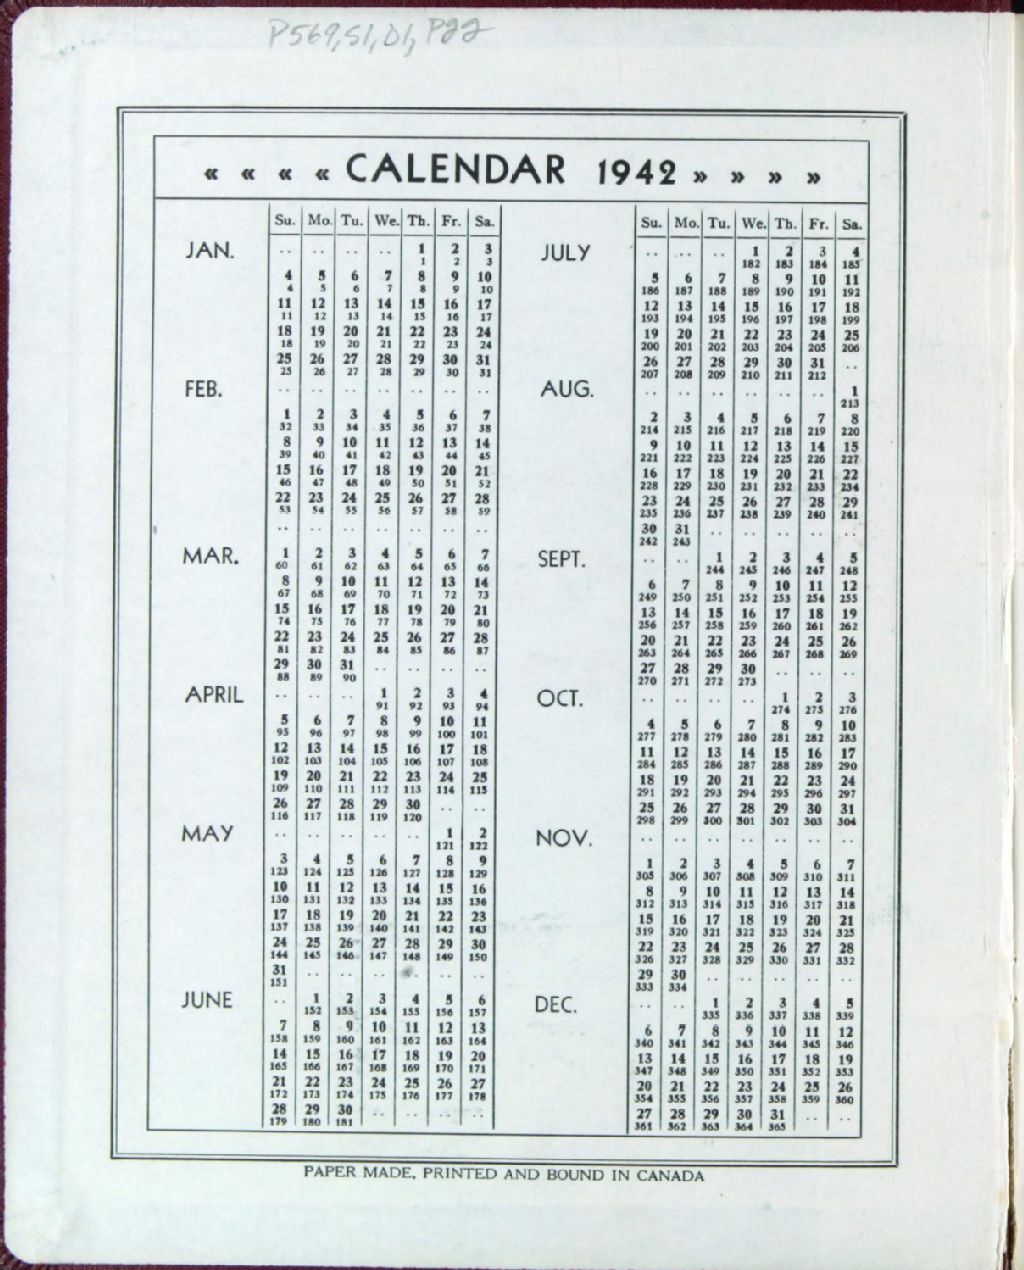 P569,S1,D1,P22
« « « « CALENDAR 1942 » » » »
Su. Mo. Tu. We. Th. Fr. Sa.
JAN. .. .. .. .. 1 2 3
1 2 3
4 5 6 7 8 9 10
4 5 6 7 8 9 10
11 12 13 14 15 16 17
11 12 13 14 15 16 17
18 19 20 21 22 23 24
18 19 20 21 22 23 24
25 26 27 28 29 30 31
25 26 27 28 29 30 31
FEB. .. .. .. .. .. .. ..
1 2 3 4 5 6 7
32 33 34 35 36 37 38
8 9 10 11 12 13 14
39 40 41 42 43 44 45
15 16 17 18 19 20 21
46 47 48 49 50 51 52
22 23 24 25 26 27 28
53 54 55 56 57 58 59
.. .. .. .. .. .. ..
MAR. 1 2 3 4 5 6 7
60 61 62 63 64 65 66
8 9 10 11 12 13 14
67 68 69 70 71 72 73
15 16 17 18 19 20 21
74 75 76 77 78 79 80
22 23 24 25 26 27 28
81 82 83 84 85 86 87
29 30 31 .. .. .. ..
88 89 90
APRIL .. .. .. 1 2 3 4
91 92 93 94
5 6 7 8 9 10 11
95 96 97 98 99 100 101
12 13 14 15 16 17 18
102 103 104 105 106 107 108
19 20 21 22 23 24 25
109 110 111 112 113 114 115
26 27 28 29 30 .. ..
116 117 118 119 120
MAY .. .. .. .. .. 1 2
121 122
3 4 5 6 7 8 9
123 124 125 126 127 128 129
10 11 12 13 14 15 16
130 131 132 133 134 135 136
17 18 19 20 21 22 23
137 138 139 140 141 142 143
24 25 26 27 28 29 30
144 145 146 147 148 149 150
31 .. .. .. .. .. ..
151
JUNE .. 1 2 3 4 5 6
152 153 154 155 156 157
7 8 9 10 11 12 13
158 159 160 161 162 163 164
14 15 16 17 18 19 20
165 166 167 168 169 170 171
21 22 23 24 25 26 27
172 173 174 175 176 177 178
28 29 30 .. .. .. ..
179 180 181
Su. Mo. Tu. We. Th. Fr. Sa.
JULY .. .. .. 1 2 3 4
182 183 184 185
5 6 7 8 9 10 11
186 187 188 189 190 191 192
12 13 14 15 16 17 18
193 194 195 196 197 198 199
19 20 21 22 23 24 25
200 201 202 203 204 205 206
26 27 28 29 30 31 ..
207 208 209 210 211 212
AUG. .. .. .. .. .. .. 1
213
2 3 4 5 6 7 8
214 215 216 217 218 219 220
9 10 11 12 13 14 15
221 222 223 224 225 226 227
16 17 18 19 20 21 22
228 229 230 231 232 233 234
23 24 25 26 27 28 29
235 236 237 238 239 240 241
30 31 .. .. .. .. ..
242 243
SEPT. .. .. 1 2 3 4 5
244 245 246 247 248
6 7 8 9 10 11 12
249 250 251 252 253 254 255
13 14 15 16 17 18 19
256 257 258 259 260 261 262
20 21 22 23 24 25 26
263 264 265 266 267 268 269
27 28 29 30 .. .. ..
270 271 272 273
OCT. .. .. .. .. 1 2 3
274 275 276
4 5 6 7 8 9 10
277 278 279 280 281 282 283
11 12 13 14 15 16 17
284 285 286 287 288 289 290
18 19 20 21 22 23 24
291 292 293 294 295 296 297
25 26 27 28 29 30 31
298 299 300 301 302 303 304
NOV. .. .. .. .. .. .. ..
1 2 3 4 5 6 7
305 306 307 308 309 310 311
8 9 10 11 12 13 14
312 313 314 315 316 317 318
15 16 17 18 19 20 21
319 320 321 322 323 324 325
22 23 24 25 26 27 28
326 327 328 329 330 331 332
29 30 .. .. .. .. ..
333 334
DEC. .. .. 1 2 3 4 5
335 336 337 338 339
6 7 8 9 10 11 12
340 341 342 343 344 345 346
13 14 15 16 17 18 19
347 348 349 350 351 352 353
20 21 22 23 24 25 26
354 355 356 357 358 359 360
27 28 29 30 31 .. ..
361 362 363 364 365
PAPER MADE, PRINTED AND BOUND IN CANADA